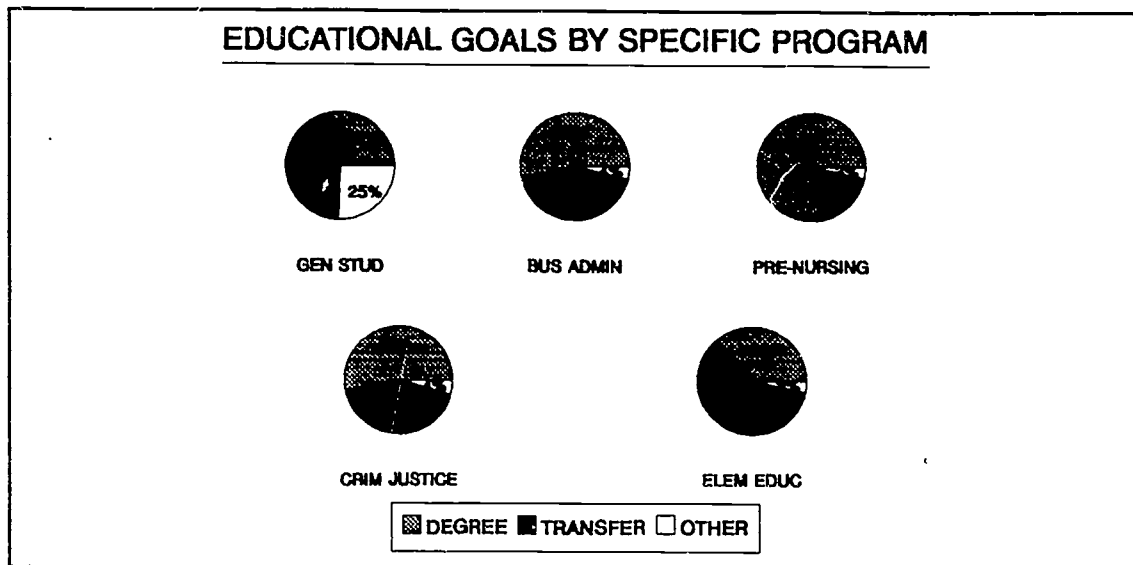 EDUCATIONAL GOALS BY SPECIFIC PROGRAM
25%
GEN STUD
BUS ADMIN
PRE-NURSING
CRIM JUSTICE
ELEM EDUC
DEGREE TRANSFER OTHER